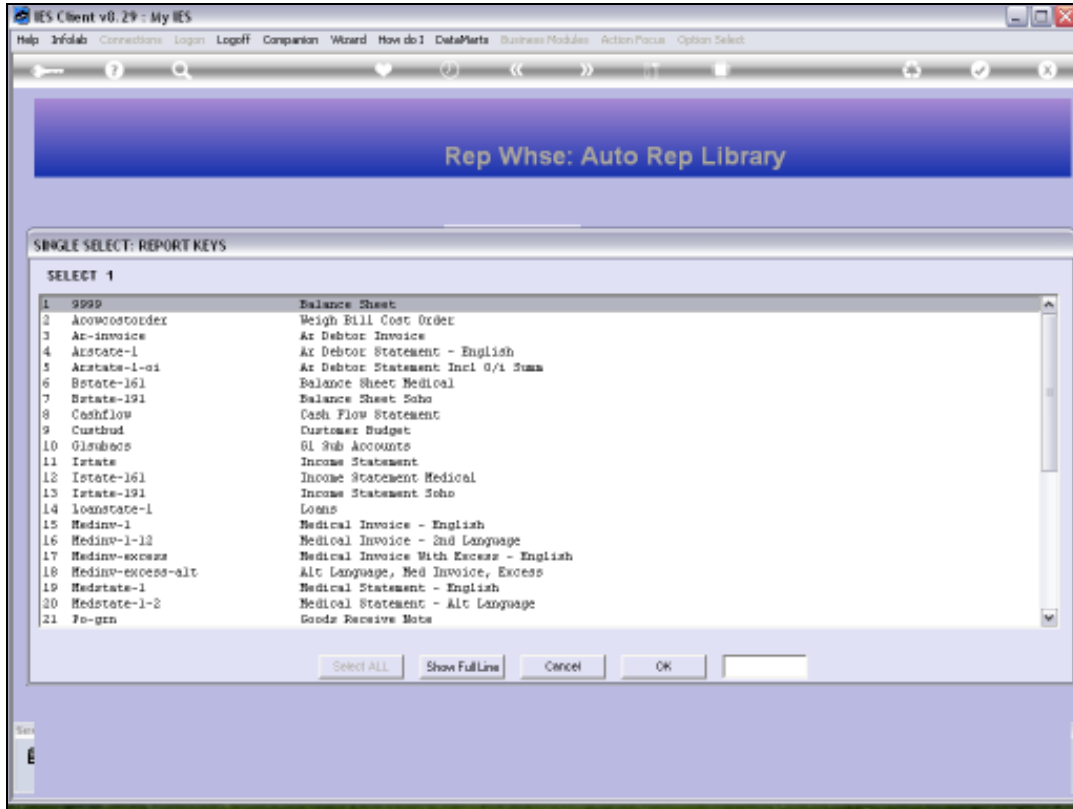 IES Client v8.29 : My IES
Help Infolab Connections Logon Logoff Companion Wizard How do I DataMarts Business Modules Action Focus Option Select
Rep Whse: Auto Rep Library
SINGLE SELECT: REPORT KEYS
SELECT 1
1 9999 Balance Sheet
2 Acowcostorder Weigh Bill Cost Order
3 Ar-invoice Ar Debtor Invoice
4 Arstate-1 Ar Debtor Statement - English
5 Arstate-1-oi Ar Debtor Statement Incl O/i Summ
6 Bstate-161 Balance Sheet Medical
7 Bstate-191 Balance Sheet Soho
8 Cashflow Cash Flow Statement
9 Custbud Customer Budget
10 Glsubacs Gl Sub Accounts
11 Istate Income Statement
12 Istate-161 Income Statement Medical
13 Istate-191 Income Statement Soho
14 Loanstate-1 Loans
15 Medinv-1 Medical Invoice - English
16 Medinv-1-12 Medical Invoice - 2nd Language
17 Medinv-excess Medical Invoice With Excess - English
18 Medinv-excess-alt Alt Language, Med Invoice, Excess
19 Medstate-1 Medical Statement - English
20 Medstate-1-2 Medical Statement - Alt Language
21 Po-grn Goods Receive Note
Select ALL Show Full Line Cancel OK